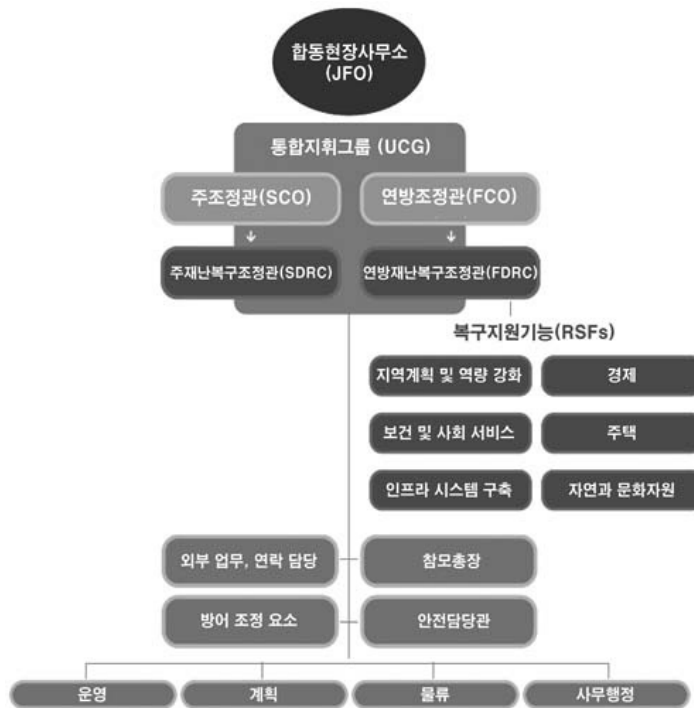 합동현장사무소
(JFO)
통합지휘그룹 (UCG)
주조정관(SCO)
연방조정관(FCO)
주재난복구조정관(SDRC)
연방재난복구조정관(FDRC)
복구지원기능(RSFs)
지역계획 및 역량 강화
경제
보건 및 사회 서비스
주택
인프라 시스템 구축
자연과 문화자원
외부 업무, 연락 담당
참모총장
방어 조정 요소
안전담당관
운영
계획
물류
사무행정